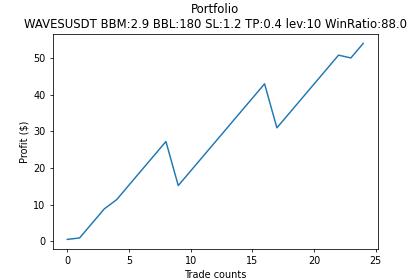 Portfolio
WAVESUSDT BBM:2.9 BBL:180 SL:1.2 TP:0.4 lev:10 WinRatio:88.0
Profit ($)
50
40
30
20
10
0
0 5 10 15 20 25
Trade counts